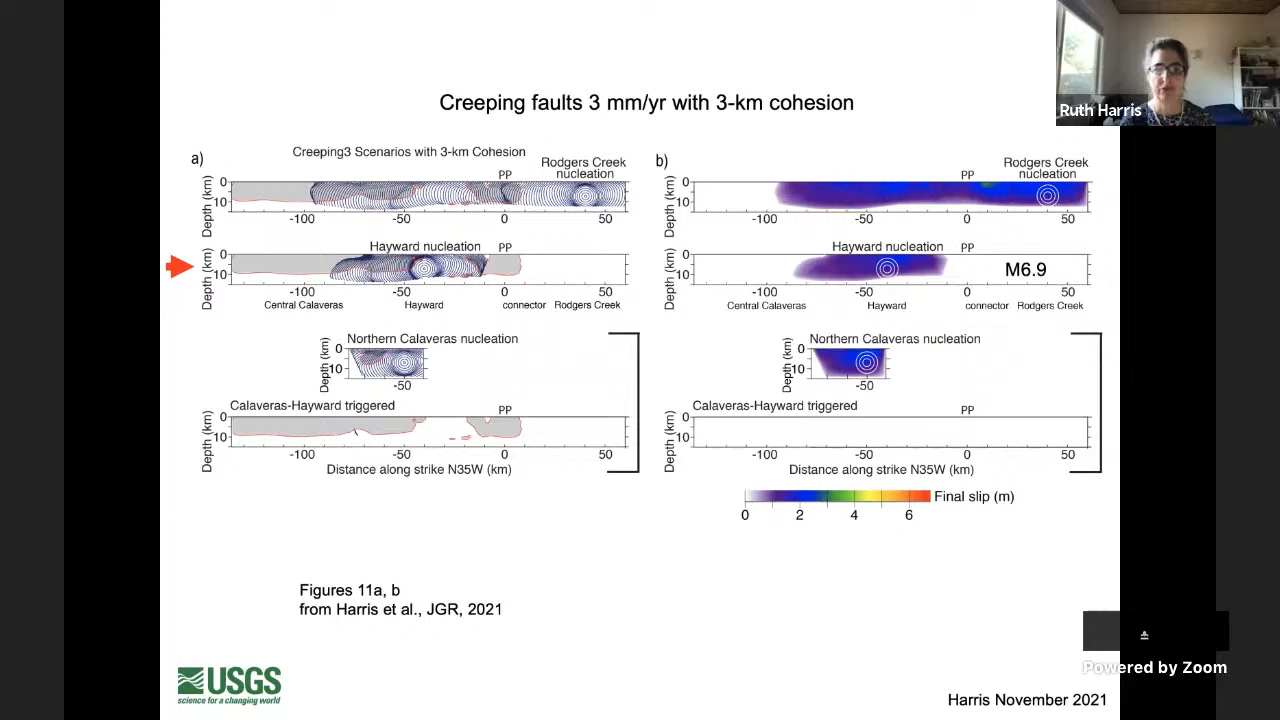 Creeping faults 3 mm/yr with 3-km cohesion
Ruth Harris
a)
Creeping3 Scenarios with 3-km Cohesion
Rodgers Creek
nucleation
PP
Depth (km)
0
10
-100 -50 0 50
Hayward nucleation PP
Depth (km)
0
10
-100 -50 0 50
Central Calaveras Hayward connector Rodgers Creek
Northern Calaveras nucleation
Depth (km)
0
10
-50
Calaveras-Hayward triggered
PP
Depth (km)
0
10
-100 -50 0 50
Distance along strike N35W (km)
b)
Rodgers Creek
nucleation
PP
Depth (km)
0
10
-100 -50 0 50
Hayward nucleation PP
Depth (km)
0
10
M6.9
-100 -50 0 50
Central Calaveras Hayward connector Rodgers Creek
Northern Calaveras nucleation
Depth (km)
0
10
-50
Calaveras-Hayward triggered
PP
Depth (km)
0
10
-100 -50 0 50
Distance along strike N35W (km)
Final slip (m)
0 2 4 6
Figures 11a, b
from Harris et al., JGR, 2021
USGS
science for a changing world
Powered by Zoom
Harris November 2021